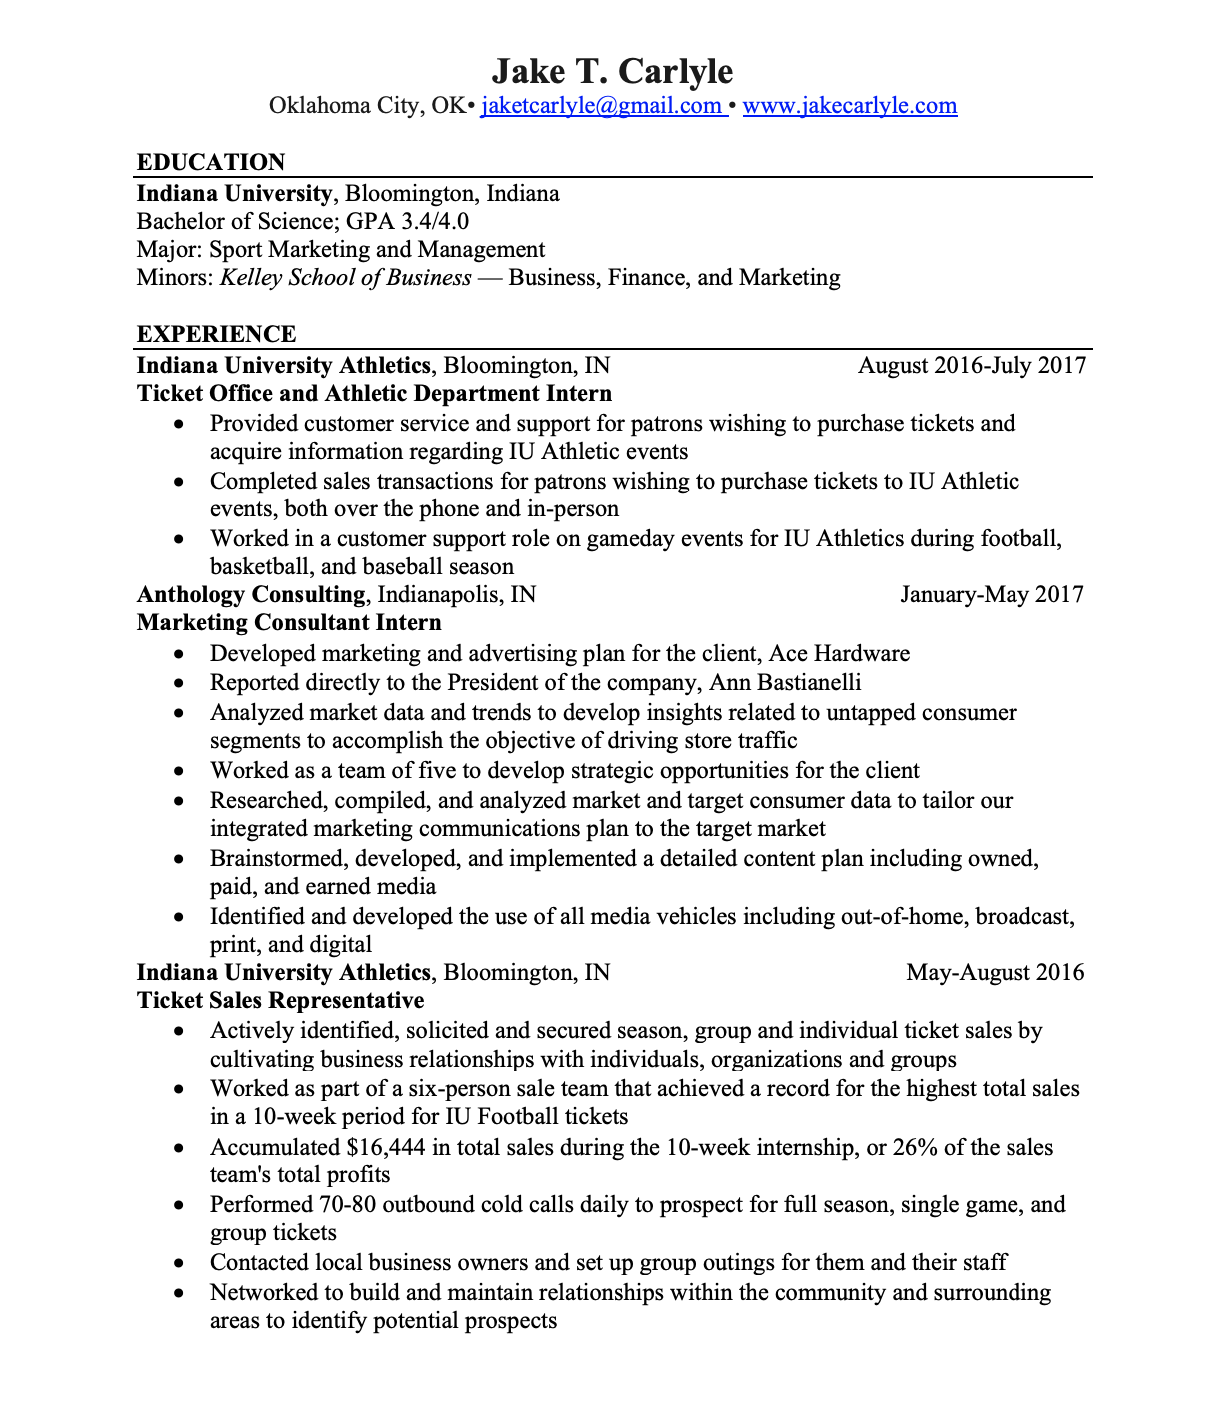 Jake T. Carlyle
Oklahoma City, OK• jaketcarlyle@gmail.com • www.jakecarlyle.com
EDUCATION
Indiana University, Bloomington, Indiana
Bachelor of Science; GPA 3.4/4.0
Major: Sport Marketing and Management
Minors: Kelley School of Business — Business, Finance, and Marketing
EXPERIENCE
Indiana University Athletics, Bloomington, IN August 2016-July 2017
Ticket Office and Athletic Department Intern
• Provided customer service and support for patrons wishing to purchase tickets and
acquire information regarding IU Athletic events
• Completed sales transactions for patrons wishing to purchase tickets to IU Athletic
events, both over the phone and in-person
• Worked in a customer support role on gameday events for IU Athletics during football,
basketball, and baseball season
Anthology Consulting, Indianapolis, IN January-May 2017
Marketing Consultant Intern
• Developed marketing and advertising plan for the client, Ace Hardware
• Reported directly to the President of the company, Ann Bastianelli
• Analyzed market data and trends to develop insights related to untapped consumer
segments to accomplish the objective of driving store traffic
• Worked as a team of five to develop strategic opportunities for the client
• Researched, compiled, and analyzed market and target consumer data to tailor our
integrated marketing communications plan to the target market
• Brainstormed, developed, and implemented a detailed content plan including owned,
paid, and earned media
• Identified and developed the use of all media vehicles including out-of-home, broadcast,
print, and digital
Indiana University Athletics, Bloomington, IN May-August 2016
Ticket Sales Representative
• Actively identified, solicited and secured season, group and individual ticket sales by
cultivating business relationships with individuals, organizations and groups
• Worked as part of a six-person sale team that achieved a record for the highest total sales
in a 10-week period for IU Football tickets
• Accumulated $16,444 in total sales during the 10-week internship, or 26% of the sales
team's total profits
• Performed 70-80 outbound cold calls daily to prospect for full season, single game, and
group tickets
• Contacted local business owners and set up group outings for them and their staff
• Networked to build and maintain relationships within the community and surrounding
areas to identify potential prospects